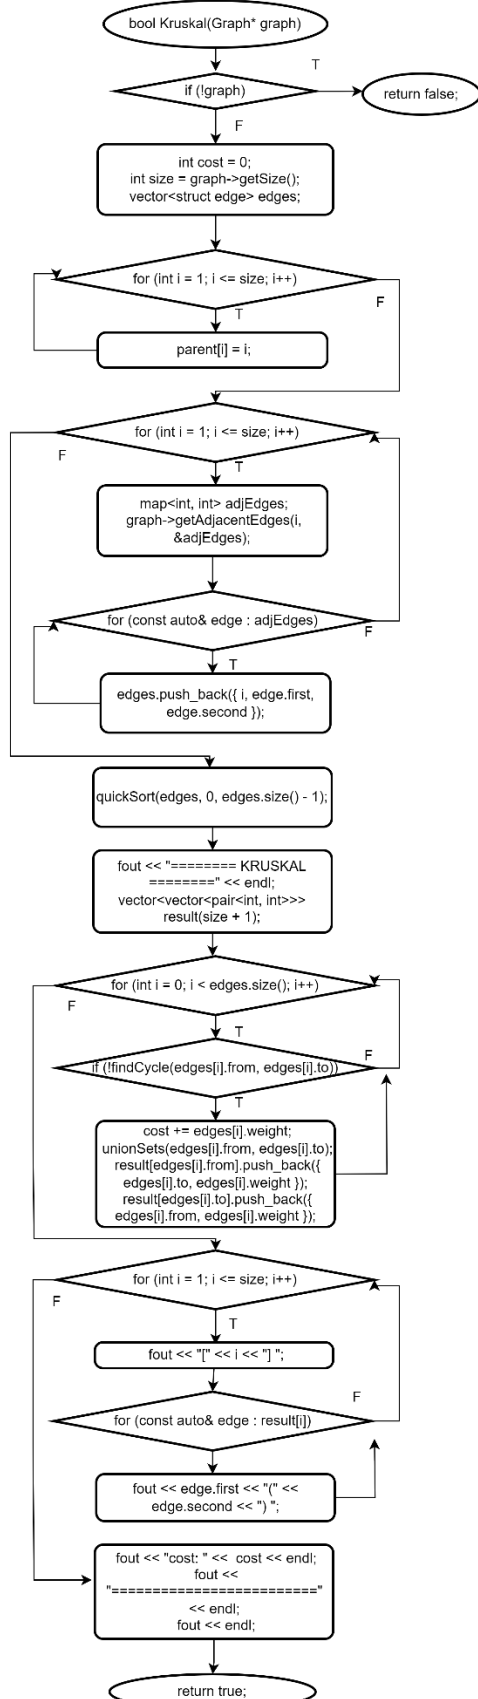 bool Kruskal(Graph* graph)
T
if (!graph)
return false;
F
int cost = 0;
int size = graph->getSize();
vector<struct edge> edges;
for (int i = 1; i <= size; i++)
F
T
parent[i] = i;
for (int i = 1; i <= size; i++)
F
T
map<int, int> adjEdges;
graph->getAdjacentEdges(i,
&adjEdges);
for (const auto& edge : adjEdges)
F
T
edges.push_back({ i, edge.first,
edge.second });
quickSort(edges, 0, edges.size() - 1);
fout << "======== KRUSKAL
========" << endl;
vector<vector<pair<int, int>>>
result(size + 1);
for (int i = 0; i < edges.size(); i++)
F
T
if (!findCycle(edges[i].from, edges[i].to))
F
T
cost += edges[i].weight;
unionSets(edges[i].from, edges[i].to);
result[edges[i].from].push_back({
edges[i].to, edges[i].weight });
result[edges[i].to].push_back({
edges[i].from, edges[i].weight });
for (int i = 1; i <= size; i++)
F
T
fout << "[" << i << "] ";
F
for (const auto& edge : result[i])
fout << edge.first << "(" <<
edge.second << ") ";
fout << "cost: " << cost << endl;
fout <<
"========================="
<< endl;
fout << endl;
return true;